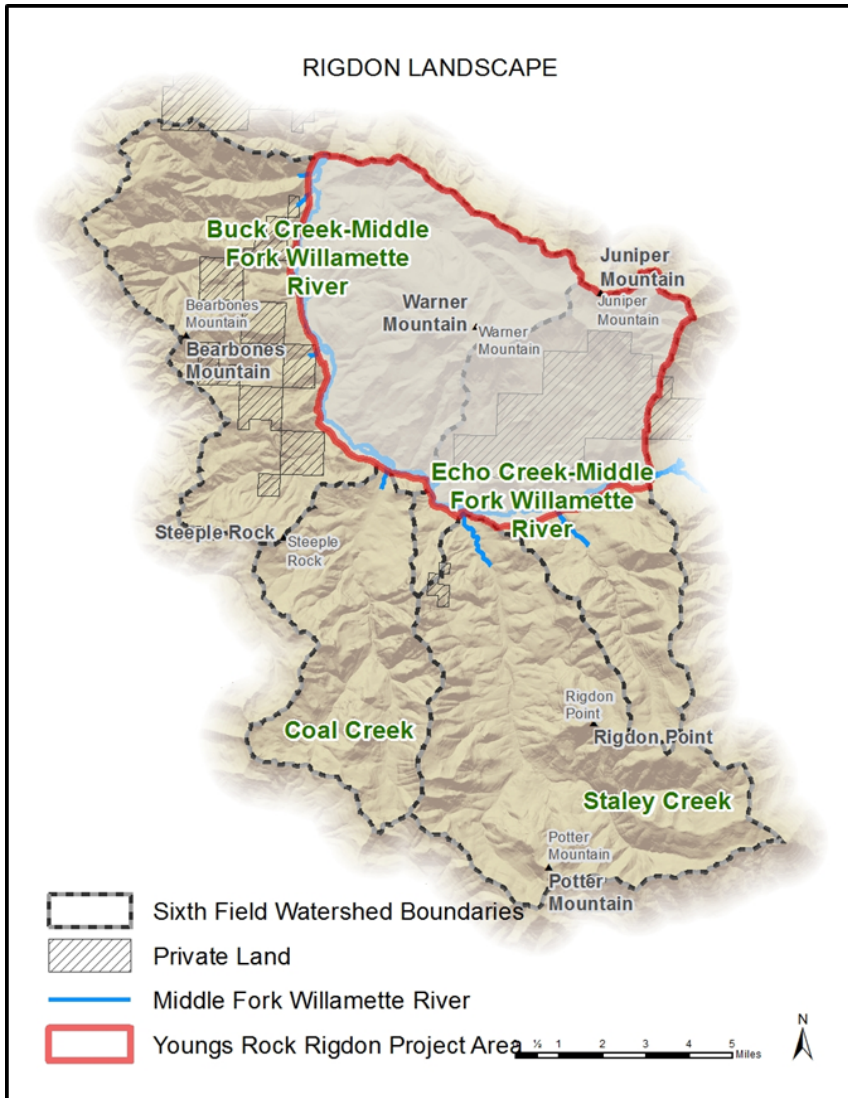 RIGDON LANDSCAPE
Buck Creek-Middle
Fork Willamette
River
Juniper
Mountain
Juniper
Mountain
Warner
Mountain
Warner
Mountain
Bearbones
Mountain
Bearbones
Mountain
Echo Creek-Middle
Fork Willamette
River
Steeple Rock
Steeple
Rock
Rigdon
Point
Rigdon Point
Coal Creek
Staley Creek
Potter
Mountain
Potter
Mountain
Sixth Field Watershed Boundaries
Private Land
Middle Fork Willamette River
Youngs Rock Rigdon Project Area
½ 1 2 3 4 5
Miles
N